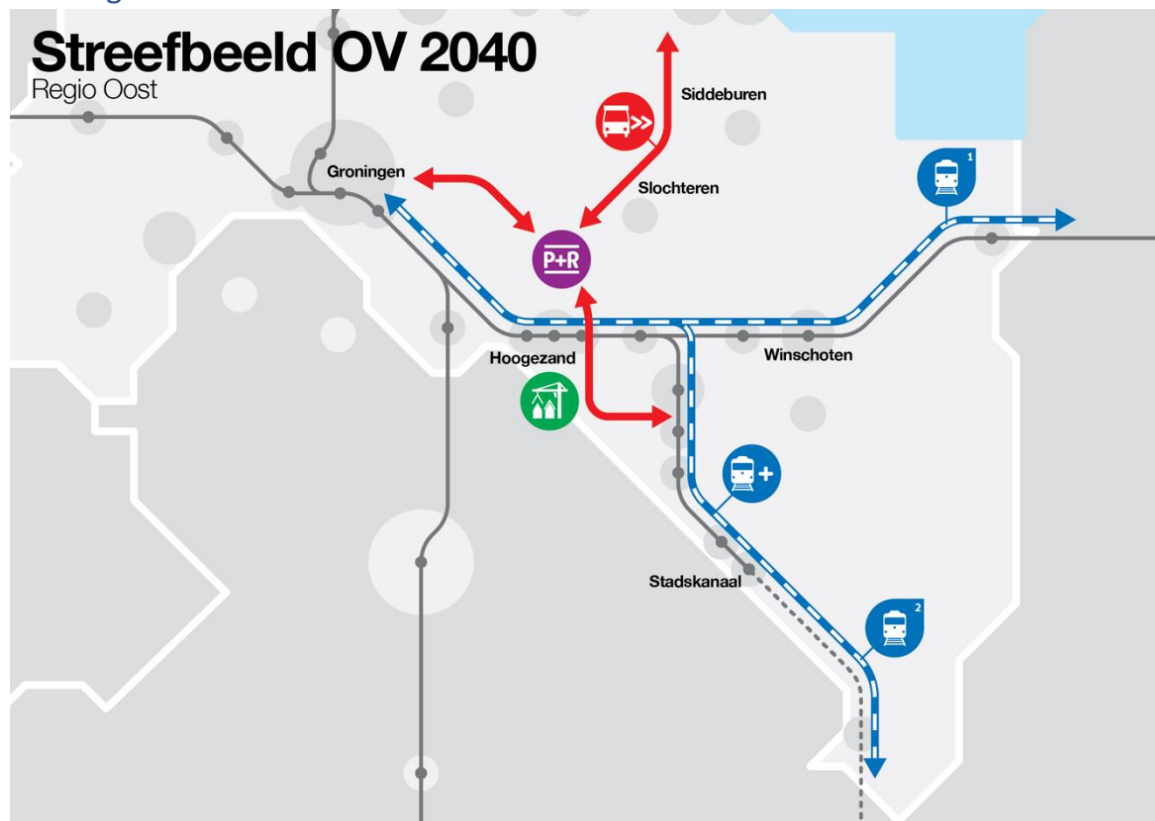 Streefbeeld OV 2040
Regio Oost
Siddeburen
Groningen
Slochteren
1
P+R
Hoogezand
Winschoten
+
Stadskanaal
2